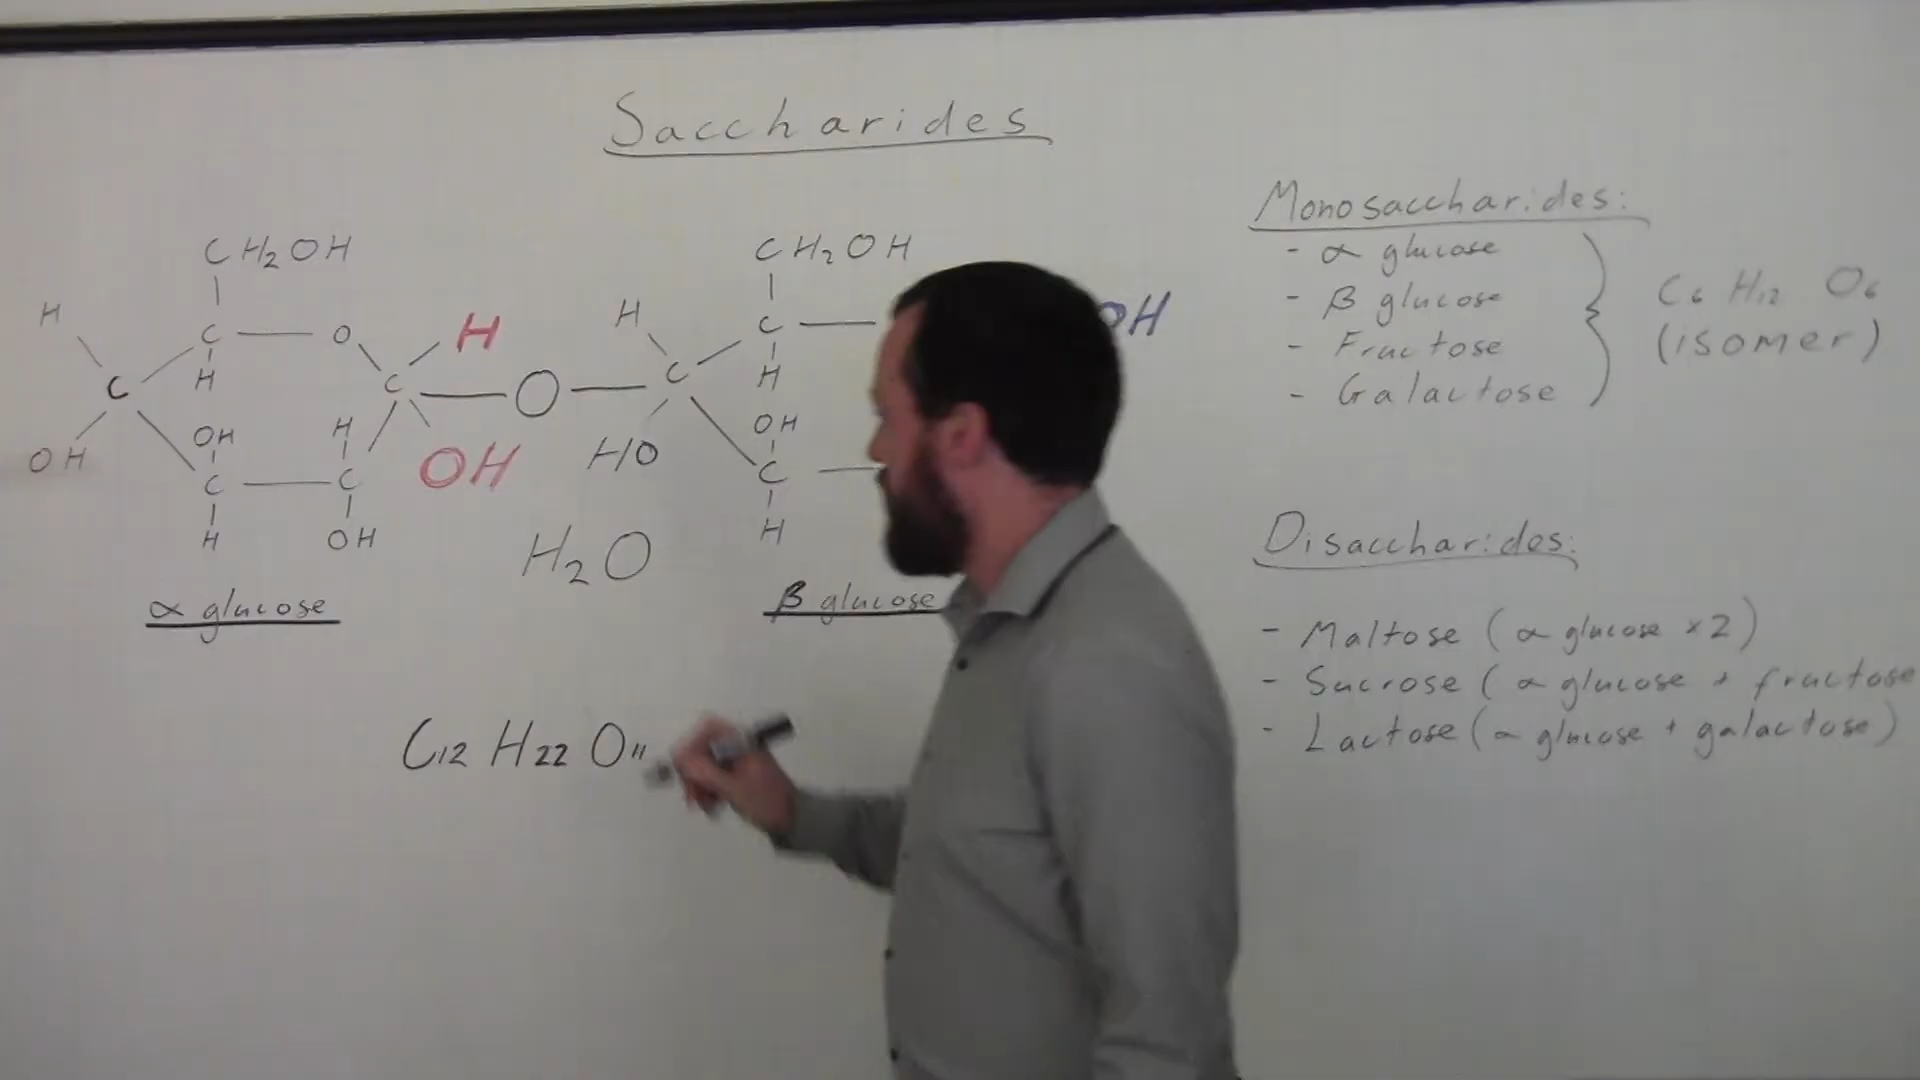 Saccharides
CH2OH
H
C
O
H
C
H
C
OH
OH
H
OH
C
C
H
OH
O
H2O
α glucose
CH2OH
H
C
C
H
HO
OH
C
H
OH
β glucose
C12 H22 O11
Monosaccharides:
- α glucose
- β glucose
- Fructose
- Galactose
C6 H12 O6
(isomer)
Disaccharides:
- Maltose (α glucose x2)
- Sucrose (α glucose + fructose
- Lactose (α glucose + galactose)